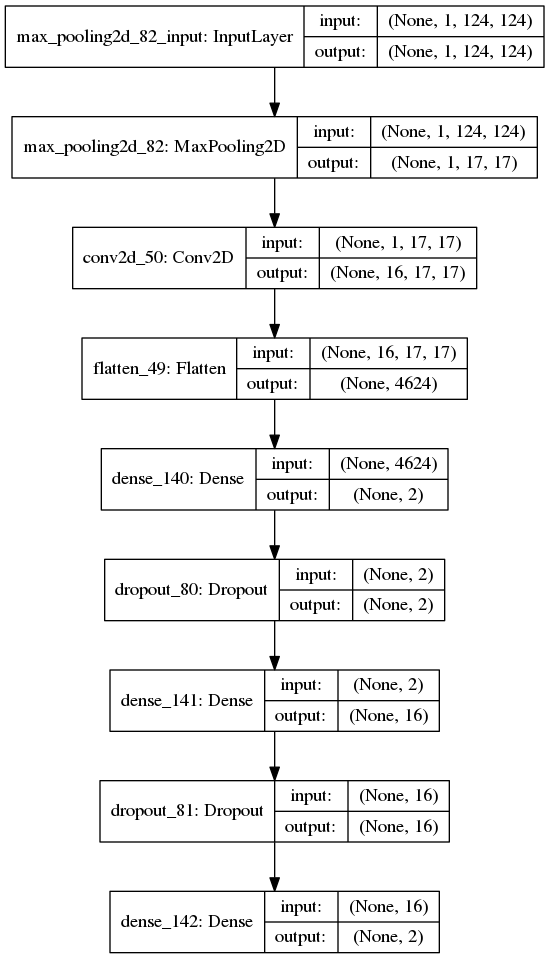 max_pooling2d_82_input: InputLayer
input: (None, 1, 124, 124)
output: (None, 1, 124, 124)
max_pooling2d_82: MaxPooling2D
input: (None, 1, 124, 124)
output: (None, 1, 17, 17)
conv2d_50: Conv2D
input: (None, 1, 17, 17)
output: (None, 16, 17, 17)
flatten_49: Flatten
input: (None, 16, 17, 17)
output: (None, 4624)
dense_140: Dense
input: (None, 4624)
output: (None, 2)
dropout_80: Dropout
input: (None, 2)
output: (None, 2)
dense_141: Dense
input: (None, 2)
output: (None, 16)
dropout_81: Dropout
input: (None, 16)
output: (None, 16)
dense_142: Dense
input: (None, 16)
output: (None, 2)